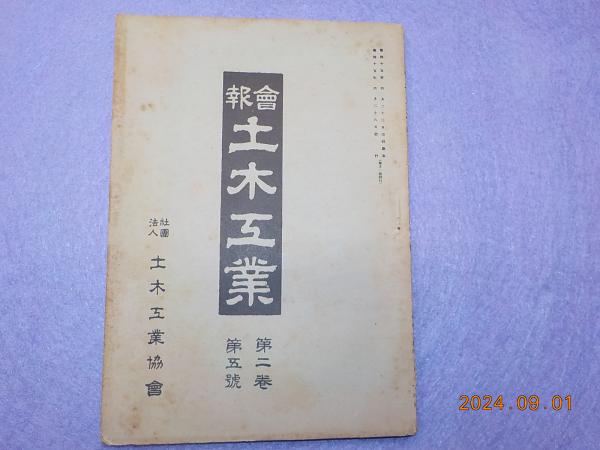 會報
土木工業
第二卷
第五號
社團法人
土木工業協會
2024.09.01